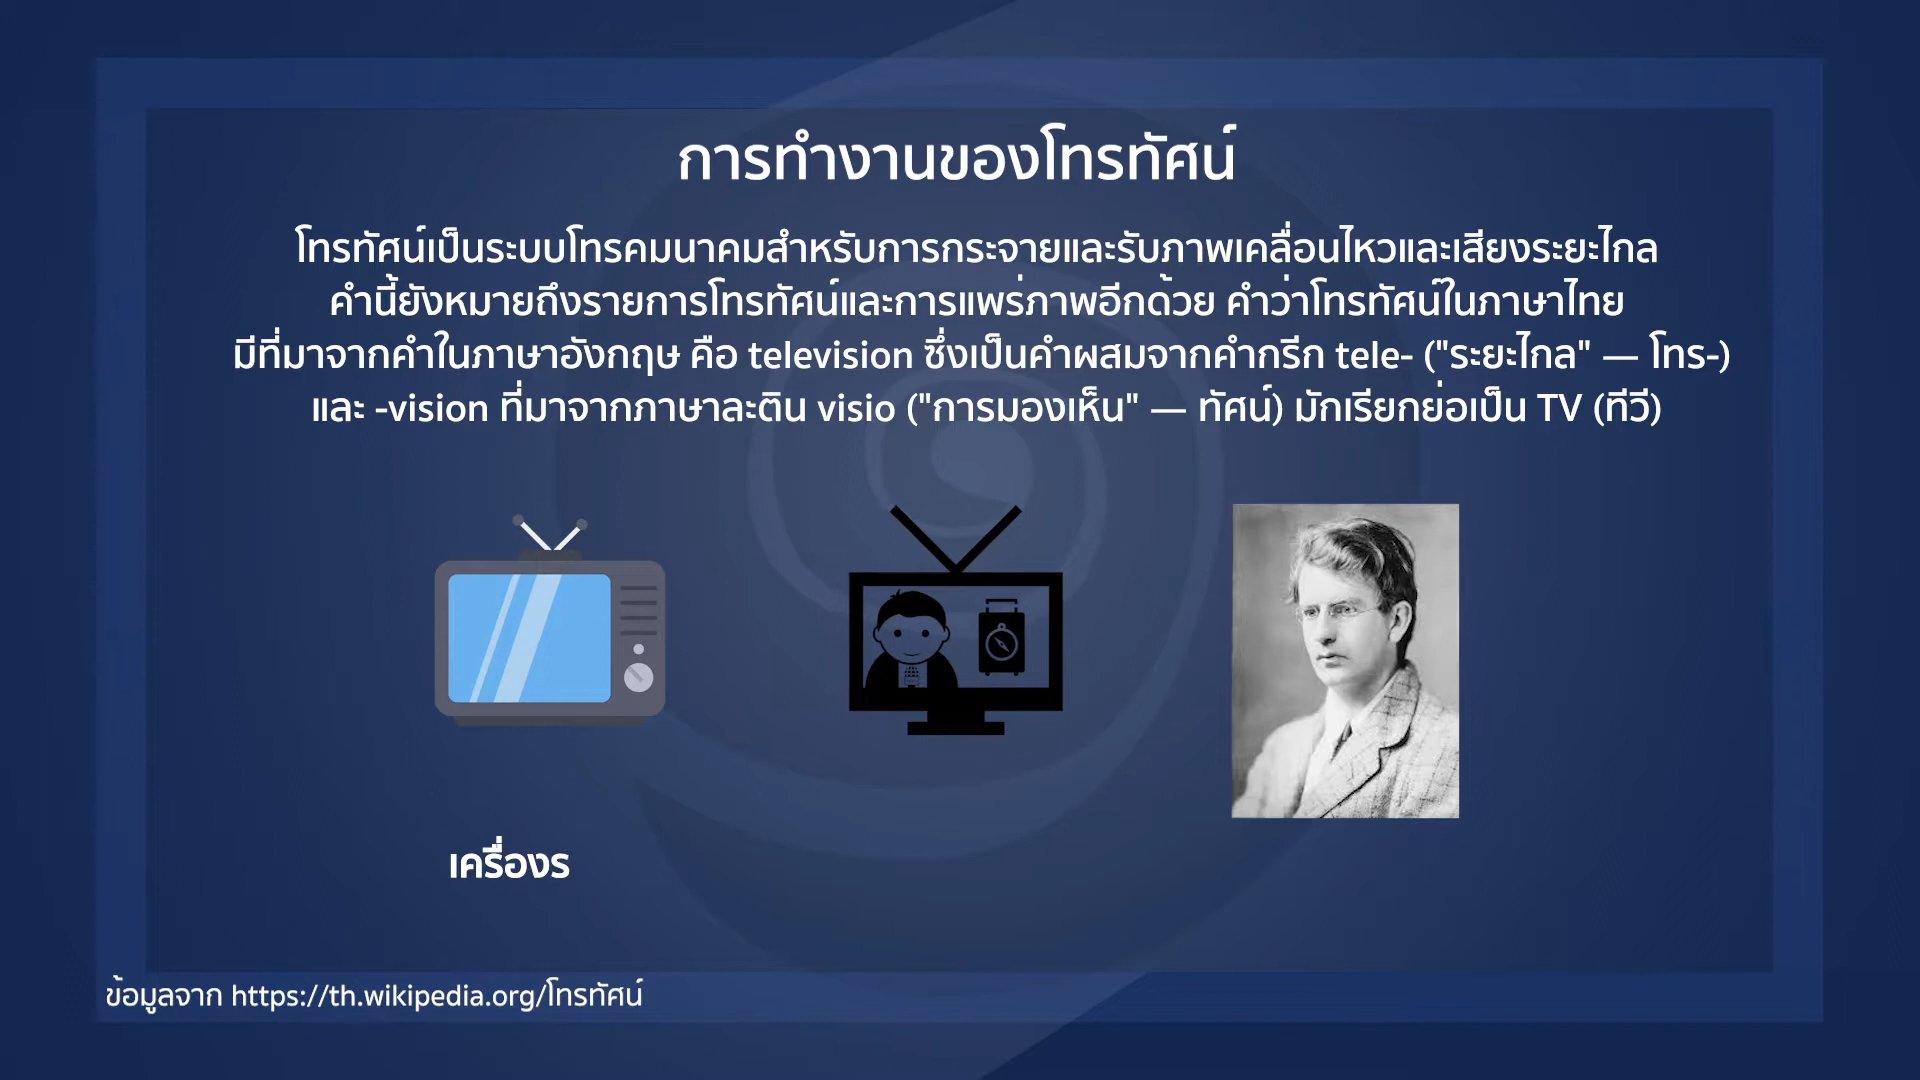 การทำงานของโทรทัศน์
โทรทัศน์เป็นระบบโทรคมนาคมสำหรับการกระจายและรับภาพเคลื่อนไหวและเสียงระยะไกล
คำนี้ยังหมายถึงรายการโทรทัศน์และการแพร่ภาพอีกด้วย คำว่าโทรทัศน์ในภาษาไทย
มีที่มาจากคำในภาษาอังกฤษ คือ television ซึ่งเป็นคำผสมจากคำกรีก tele- ("ระยะไกล" — โทร-)
และ -vision ที่มาจากภาษาละติน visio ("การมองเห็น" — ทัศน์) มักเรียกย่อเป็น TV (ทีวี)
เครื่องร
ข้อมูลจาก https://th.wikipedia.org/โทรทัศน์